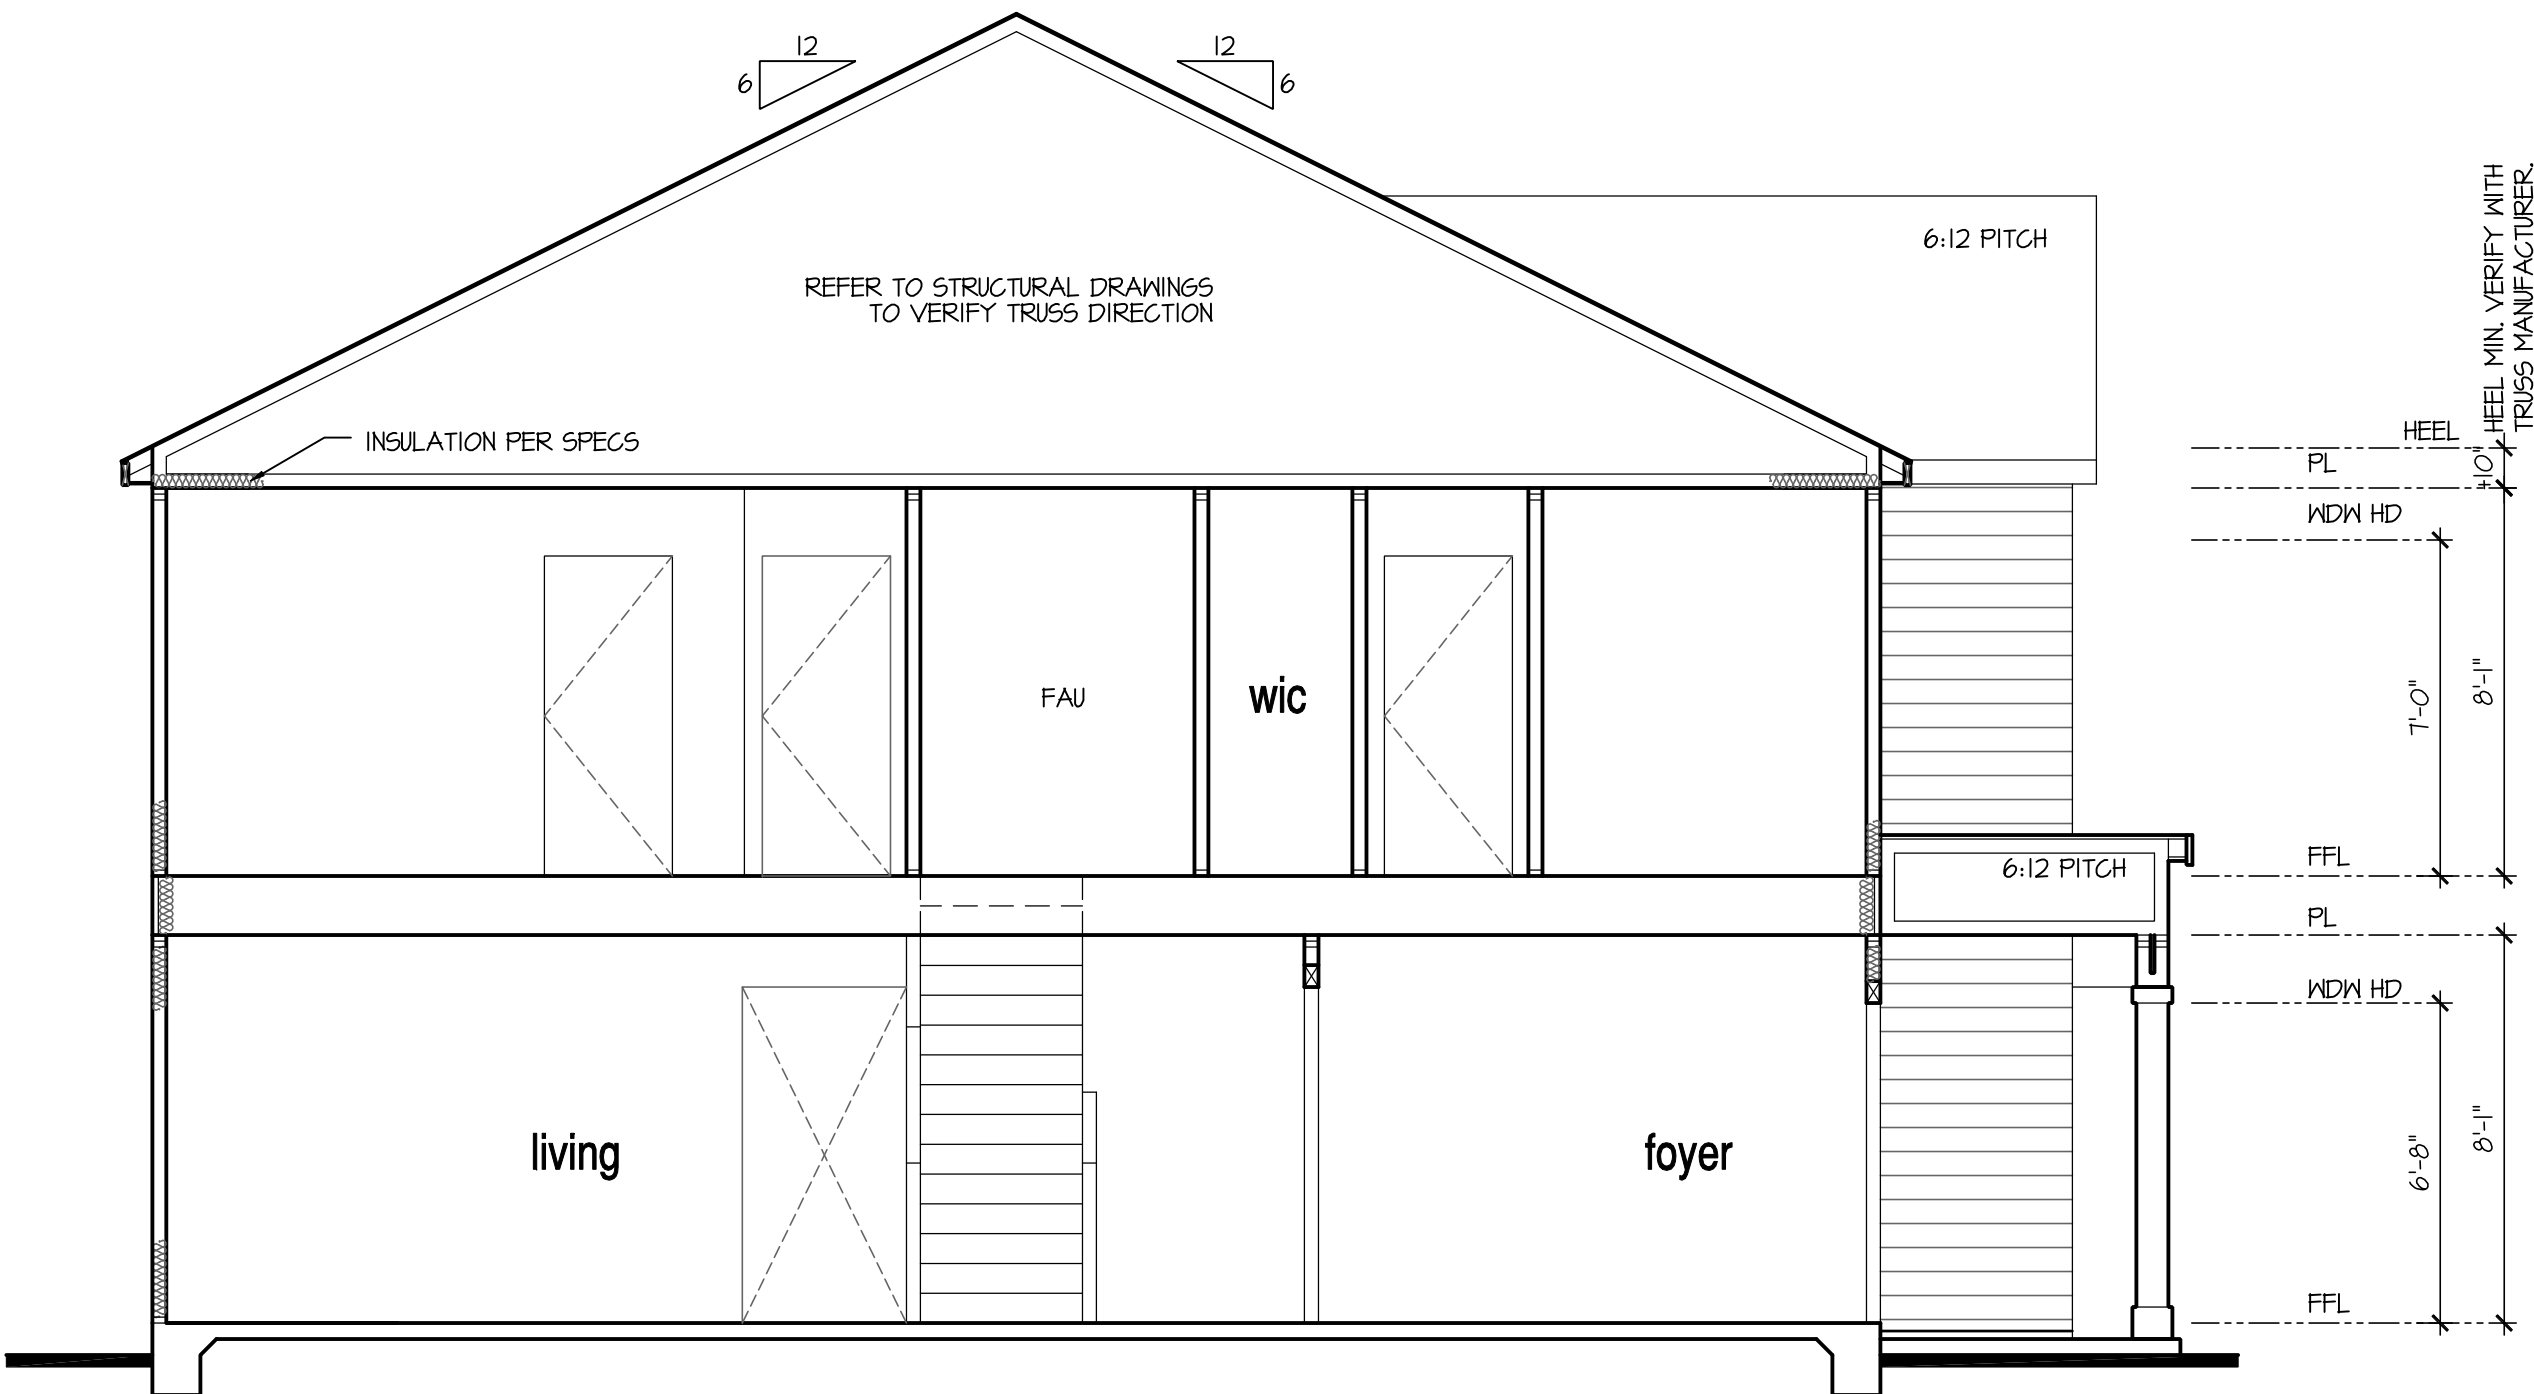 12
12
6
6
HEEL MIN. VERIFY WITH
TRUSS MANUFACTURER.
6:12 PITCH
REFER TO STRUCTURAL DRAWINGS
TO VERIFY TRUSS DIRECTION
INSULATION PER SPECS
HEEL
PL
+10"
WDW HD
FAU
wic
7'-0"
8'-1"
FFL
6:12 PITCH
PL
WDW HD
living
foyer
6'-8"
8'-1"
FFL